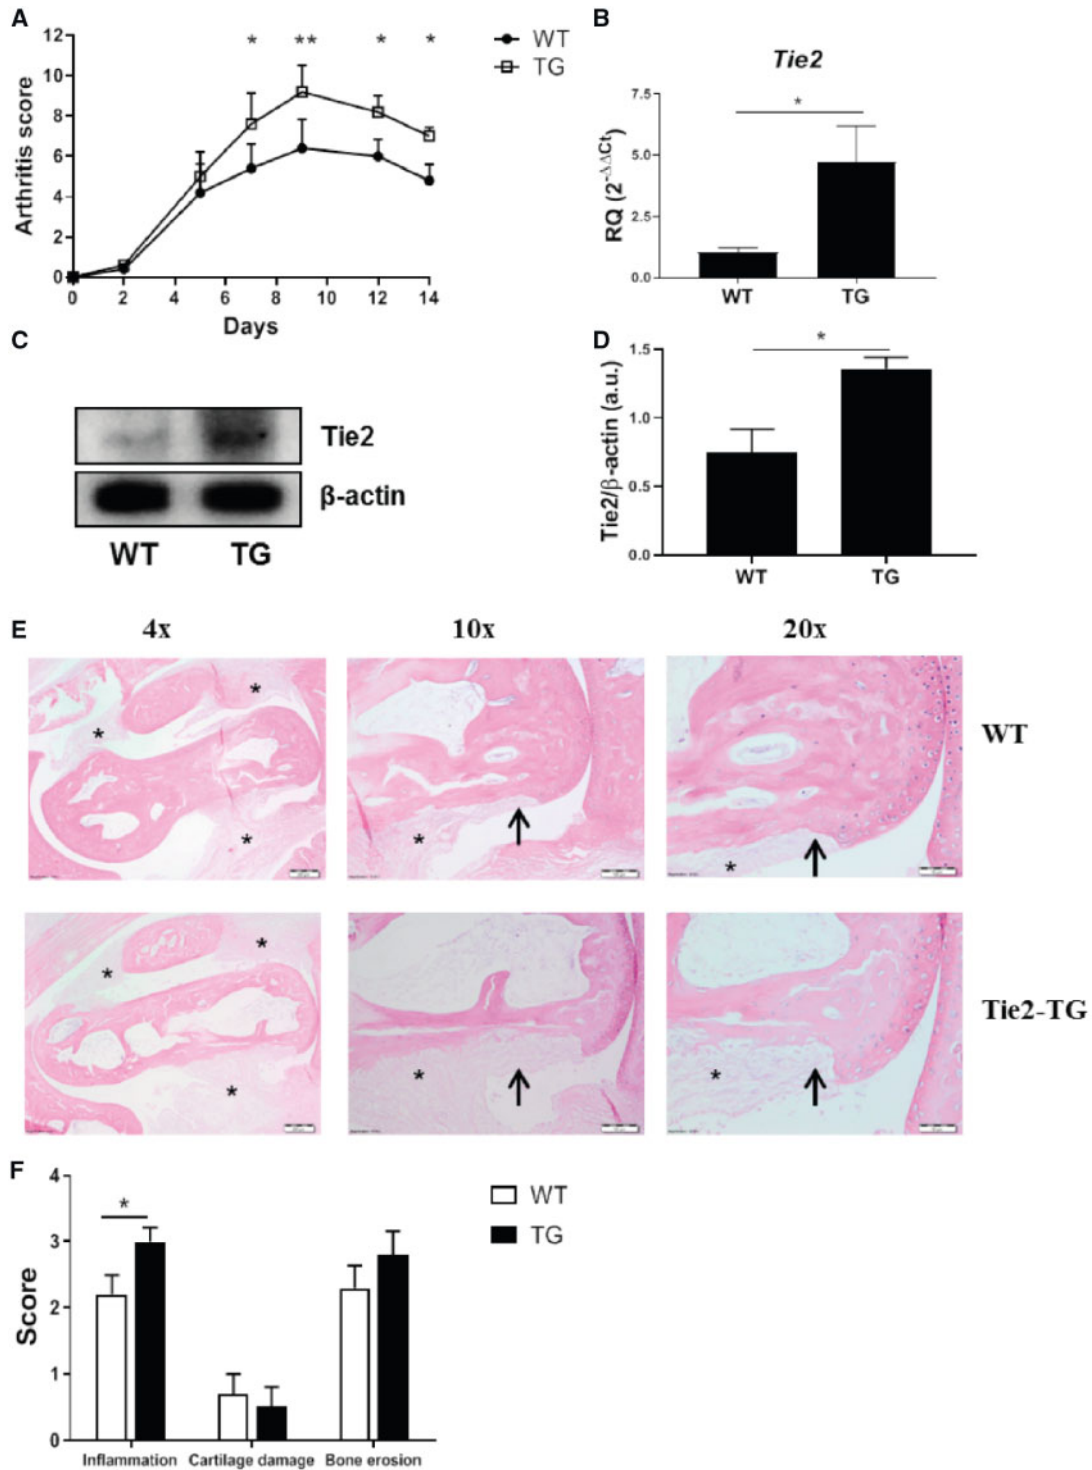 A
12
10
8
6
4
2
0
Arthritis score
* ** * *
0 2 4 6 8 10 12 14
Days
WT
TG
B
Tie2
*
7.5
5.0
2.5
0.0
RQ (2^-ΔΔCt)
WT TG
C
Tie2
β-actin
WT TG
D
*
1.5
1.0
0.5
0.0
Tie2/β-actin (a.u.)
WT TG
E
4x 10x 20x
* * *
*
*
WT
* * *
*
*
Tie2-TG
F
4
3
2
1
0
Score
*
WT
TG
Inflammation Cartilage damage Bone erosion